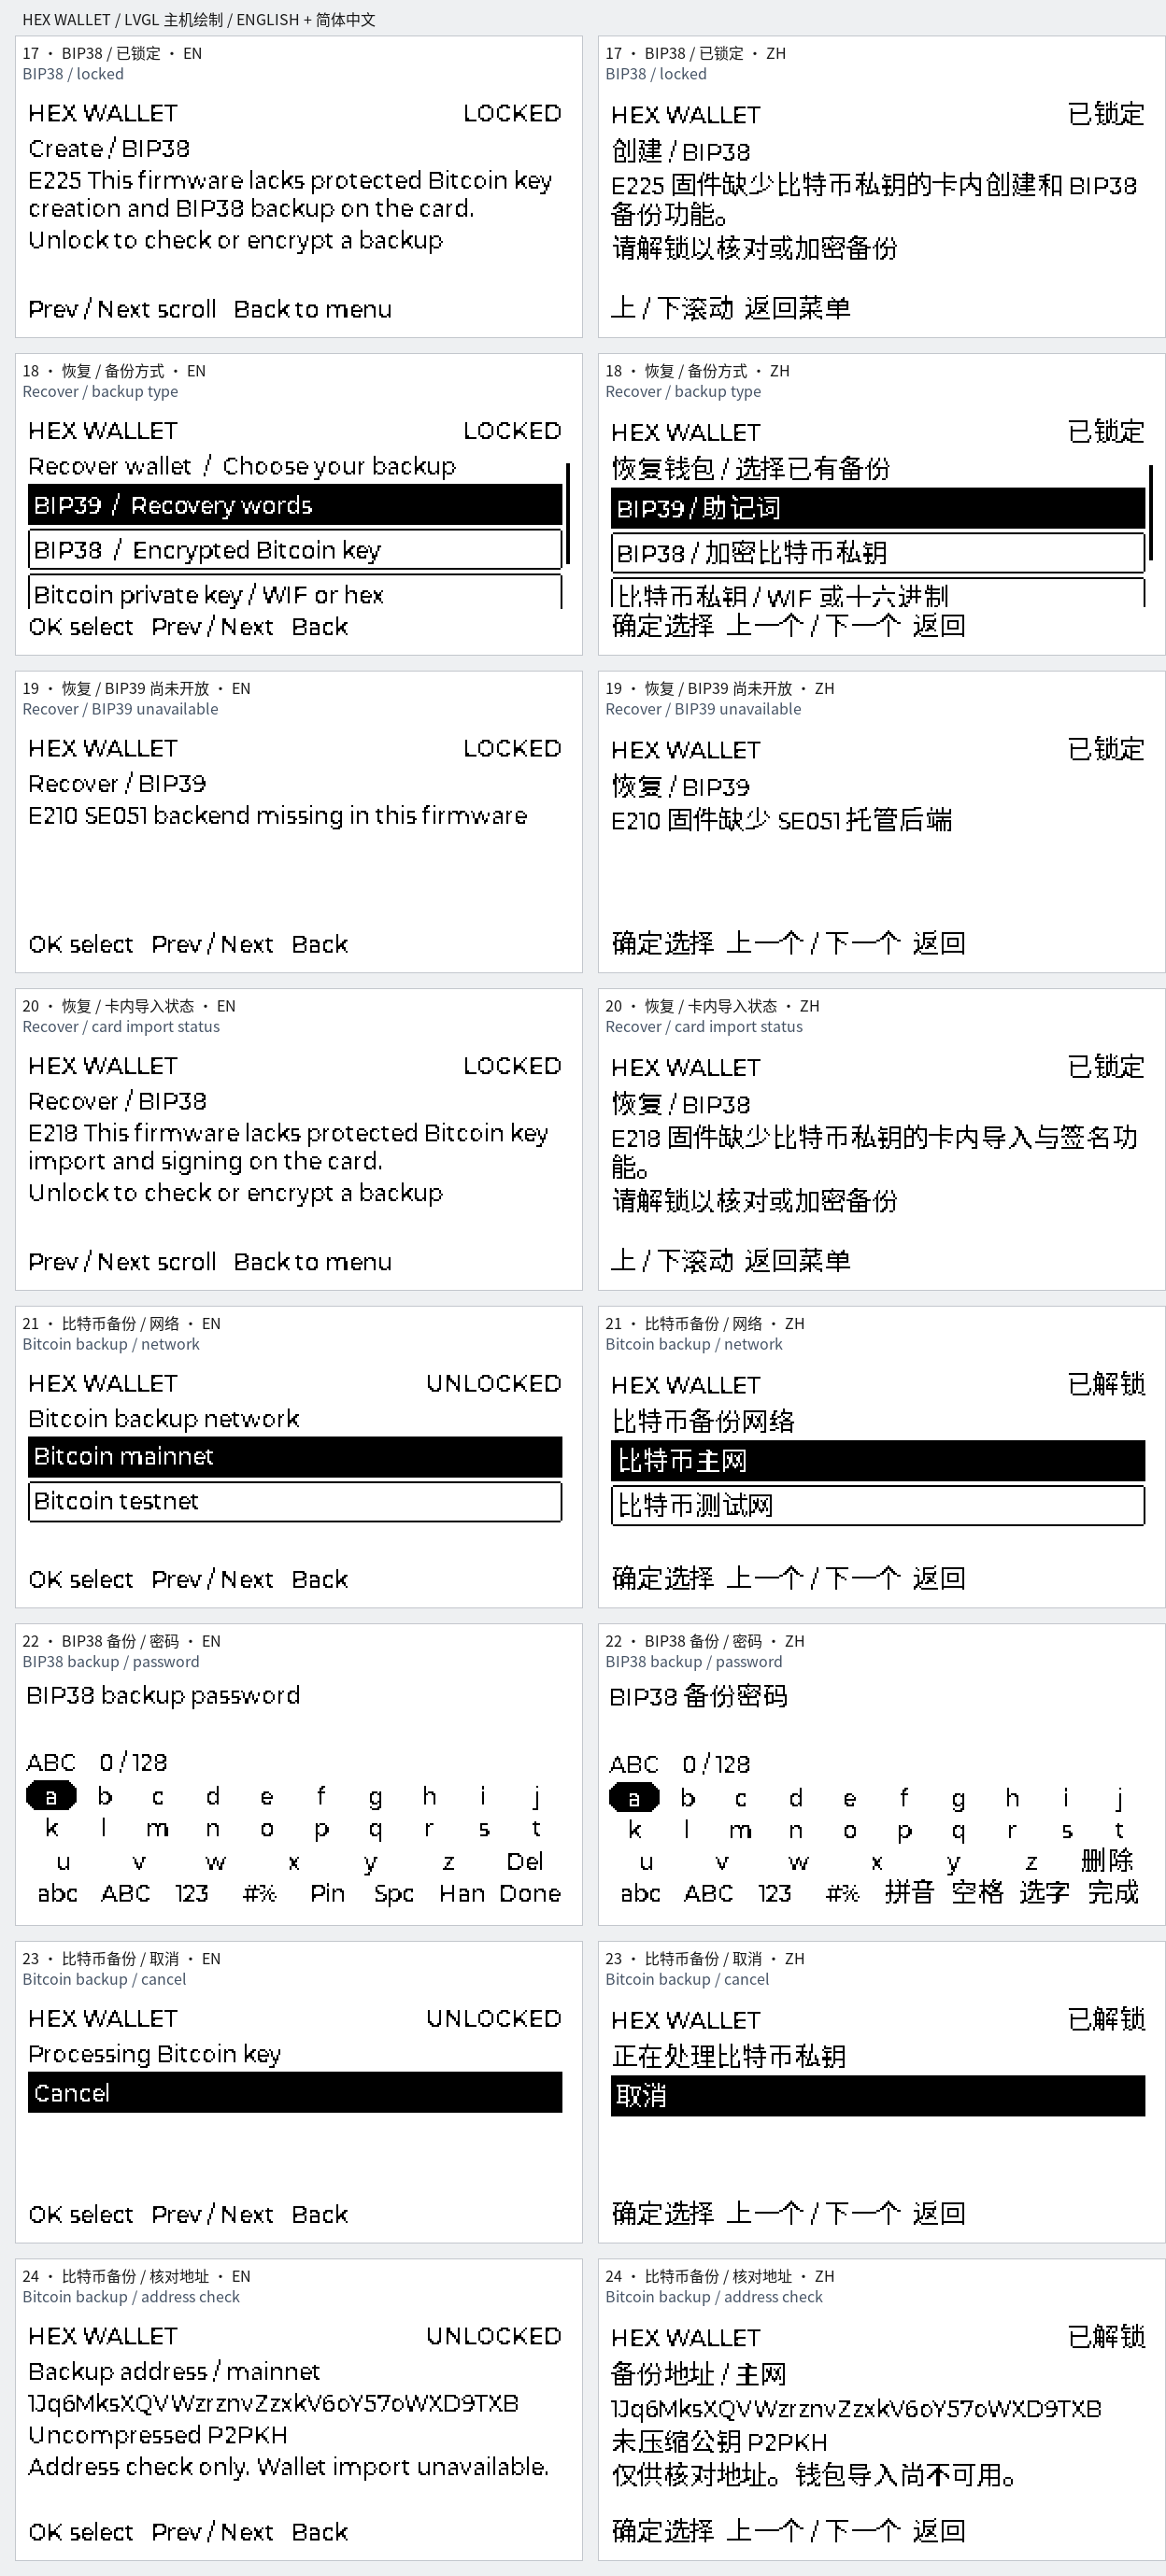 HEX WALLET / LVGL 主机绘制 / ENGLISH + 简体中文
17 · BIP38 / 已锁定 · EN
BIP38 / locked
HEX WALLET LOCKED
Create / BIP38
E225 This firmware lacks protected Bitcoin key
creation and BIP38 backup on the card.
Unlock to check or encrypt a backup
Prev / Next scroll Back to menu
17 · BIP38 / 已锁定 · ZH
BIP38 / locked
HEX WALLET 已锁定
创建 / BIP38
E225 固件缺少比特币私钥的卡内创建和 BIP38
备份功能。
请解锁以核对或加密备份
上 / 下滚动 返回菜单
18 · 恢复 / 备份方式 · EN
Recover / backup type
HEX WALLET LOCKED
Recover wallet / Choose your backup
BIP39 / Recovery words
BIP38 / Encrypted Bitcoin key
Bitcoin private key / WIF or hex
OK select Prev / Next Back
18 · 恢复 / 备份方式 · ZH
Recover / backup type
HEX WALLET 已锁定
恢复钱包 / 选择已有备份
BIP39 / 助记词
BIP38 / 加密比特币私钥
比特币私钥 / WIF 或十六进制
确定选择 上一个 / 下一个 返回
19 · 恢复 / BIP39 尚未开放 · EN
Recover / BIP39 unavailable
HEX WALLET LOCKED
Recover / BIP39
E210 SE051 backend missing in this firmware
OK select Prev / Next Back
19 · 恢复 / BIP39 尚未开放 · ZH
Recover / BIP39 unavailable
HEX WALLET 已锁定
恢复 / BIP39
E210 固件缺少 SE051 托管后端
确定选择 上一个 / 下一个 返回
20 · 恢复 / 卡内导入状态 · EN
Recover / card import status
HEX WALLET LOCKED
Recover / BIP38
E218 This firmware lacks protected Bitcoin key
import and signing on the card.
Unlock to check or encrypt a backup
Prev / Next scroll Back to menu
20 · 恢复 / 卡内导入状态 · ZH
Recover / card import status
HEX WALLET 已锁定
恢复 / BIP38
E218 固件缺少比特币私钥的卡内导入与签名功
能。
请解锁以核对或加密备份
上 / 下滚动 返回菜单
21 · 比特币备份 / 网络 · EN
Bitcoin backup / network
HEX WALLET UNLOCKED
Bitcoin backup network
Bitcoin mainnet
Bitcoin testnet
OK select Prev / Next Back
21 · 比特币备份 / 网络 · ZH
Bitcoin backup / network
HEX WALLET 已解锁
比特币备份网络
比特币主网
比特币测试网
确定选择 上一个 / 下一个 返回
22 · BIP38 备份 / 密码 · EN
BIP38 backup / password
BIP38 backup password
ABC 0 / 128
a b c d e f g h i j
k l m n o p q r s t
u v w x y z Del
abc ABC 123 #% Pin Spc Han Done
22 · BIP38 备份 / 密码 · ZH
BIP38 backup / password
BIP38 备份密码
ABC 0 / 128
a b c d e f g h i j
k l m n o p q r s t
u v w x y z 删除
abc ABC 123 #% 拼音 空格 选字 完成
23 · 比特币备份 / 取消 · EN
Bitcoin backup / cancel
HEX WALLET UNLOCKED
Processing Bitcoin key
Cancel
OK select Prev / Next Back
23 · 比特币备份 / 取消 · ZH
Bitcoin backup / cancel
HEX WALLET 已解锁
正在处理比特币私钥
取消
确定选择 上一个 / 下一个 返回
24 · 比特币备份 / 核对地址 · EN
Bitcoin backup / address check
HEX WALLET UNLOCKED
Backup address / mainnet
1Jq6MksXQVWzrznvZzxkV6oY57oWXD9TXB
Uncompressed P2PKH
Address check only. Wallet import unavailable.
OK select Prev / Next Back
24 · 比特币备份 / 核对地址 · ZH
Bitcoin backup / address check
HEX WALLET 已解锁
备份地址 / 主网
1Jq6MksXQVWzrznvZzxkV6oY57oWXD9TXB
未压缩公钥 P2PKH
仅供核对地址。钱包导入尚不可用。
确定选择 上一个 / 下一个 返回